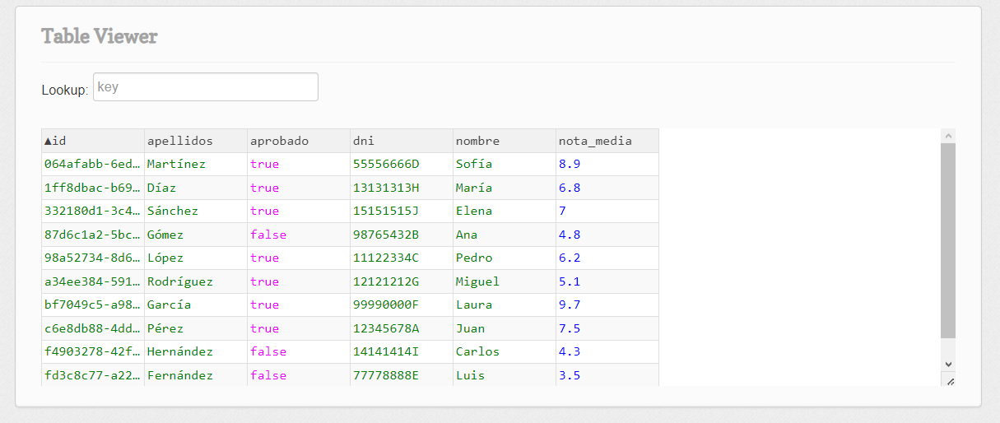 Table Viewer
Lookup: key
▲id apellidos aprobado dni nombre nota_media
064afabb-6ed… Martínez true 55556666D Sofía 8.9
1ff8dbac-b69… Díaz true 13131313H María 6.8
332180d1-3c4… Sánchez true 15151515J Elena 7
87d6c1a2-5bc… Gómez false 98765432B Ana 4.8
98a52734-8d6… López true 11122334C Pedro 6.2
a34ee384-591… Rodríguez true 12121212G Miguel 5.1
bf7049c5-a98… García true 99990000F Laura 9.7
c6e8db88-4dd… Pérez true 12345678A Juan 7.5
f4903278-42f… Hernández false 14141414I Carlos 4.3
fd3c8c77-a22… Fernández false 77778888E Luis 3.5